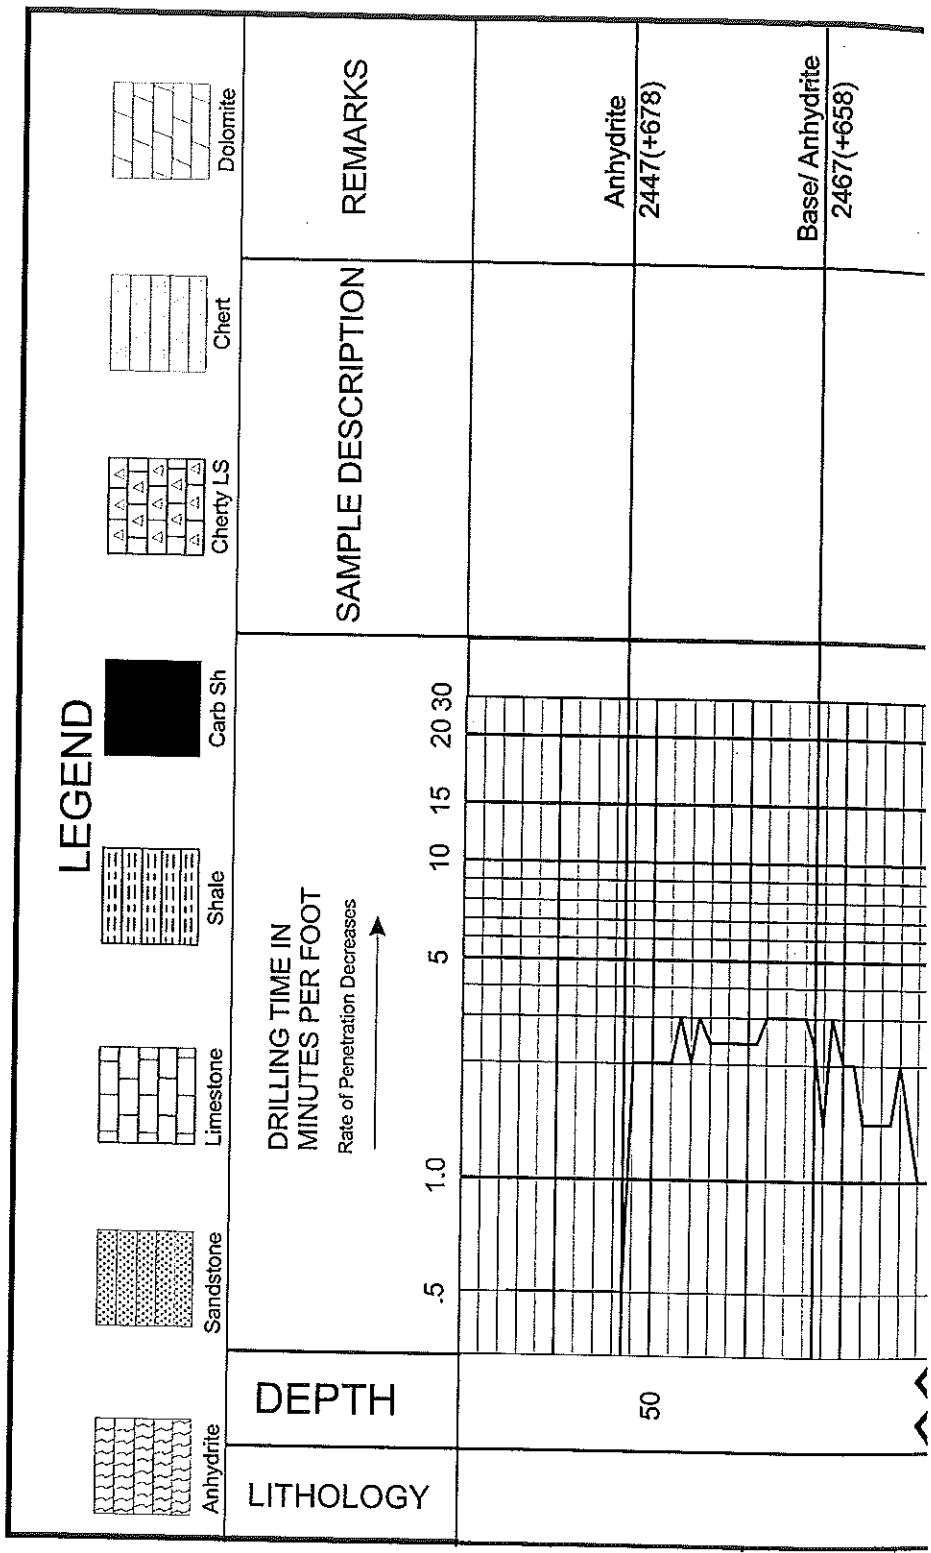 LEGEND
Anhydrite
Sandstone
Limestone
Shale
Carb Sh
Cherty LS
Chert
Dolomite
LITHOLOGY
DEPTH
DRILLING TIME IN
MINUTES PER FOOT
Rate of Penetration Decreases
.5
1.0
5
10
15
20
30
SAMPLE DESCRIPTION
REMARKS
50
Anhydrite
2447(+678)
Base/ Anhydrite
2467(+658)